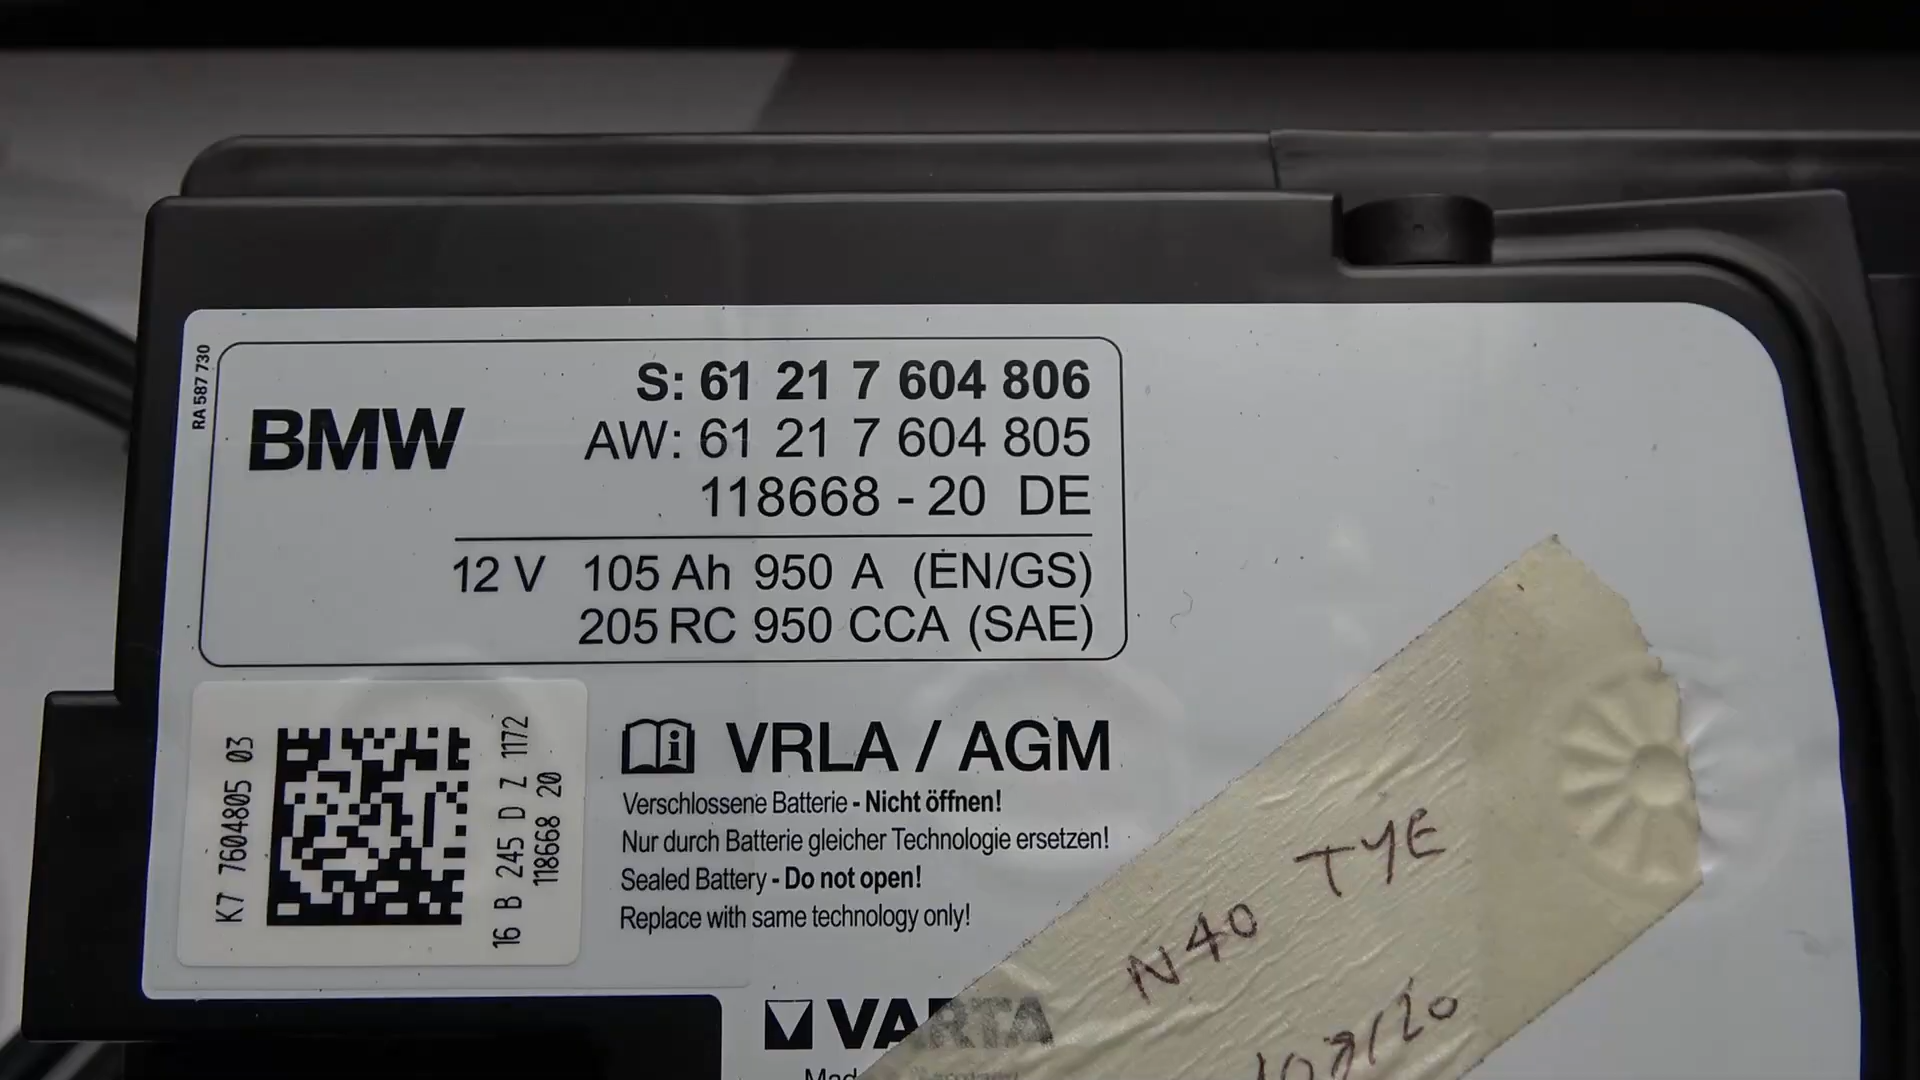 RA 587 730
BMW
S: 61 21 7 604 806
AW: 61 21 7 604 805
118668 - 20 DE
12 V 105 Ah 950 A (EN/GS)
205 RC 950 CCA (SAE)
K7 7604805 03
16 B 245 D Z 1172
118668 20
VRLA / AGM
Verschlossene Batterie - Nicht öffnen!
Nur durch Batterie gleicher Technologie ersetzen!
Sealed Battery - Do not open!
Replace with same technology only!
VARTA
N40 TYE